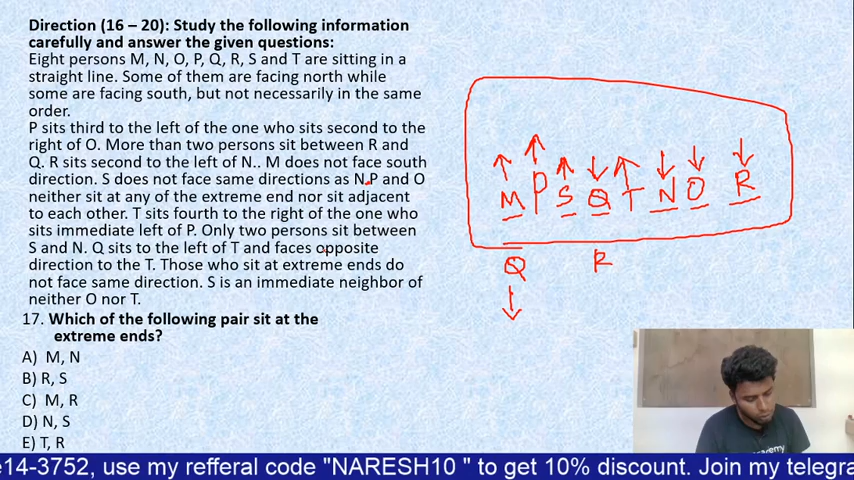 Direction (16 – 20): Study the following information
carefully and answer the given questions:
Eight persons M, N, O, P, Q, R, S and T are sitting in a
straight line. Some of them are facing north while
some are facing south, but not necessarily in the same
order.
P sits third to the left of the one who sits second to the
right of O. More than two persons sit between R and
Q. R sits second to the left of N.. M does not face south
direction. S does not face same directions as N.P and O
neither sit at any of the extreme end nor sit adjacent
to each other. T sits fourth to the right of the one who
sits immediate left of P. Only two persons sit between
S and N. Q sits to the left of T and faces opposite
direction to the T. Those who sit at extreme ends do
not face same direction. S is an immediate neighbor of
neither O nor T.
17. Which of the following pair sit at the
extreme ends?
A) M, N
B) R, S
C) M, R
D) N, S
E) T, R
M P S Q T N O R
Q R
e14-3752, use my refferal code "NARESH10 " to get 10% discount. Join my telegra